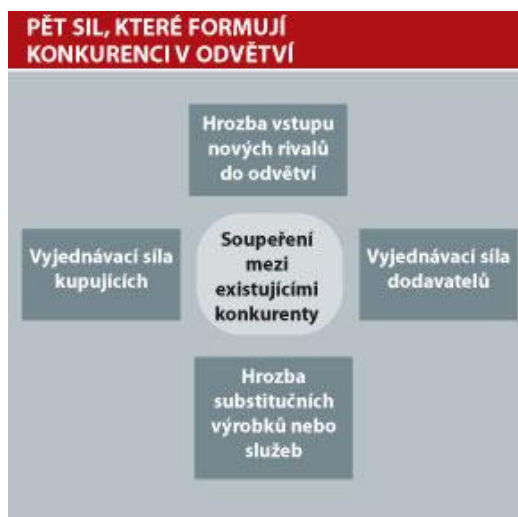 PĚT SIL, KTERÉ FORMUJÍ
KONKURENCI V ODVĚTVÍ
Hrozba vstupu
nových rivalů
do odvětví
Vyjednávací síla
kupujících
Soupeření
mezi
existujícími
konkurenty
Vyjednávací síla
dodavatelů
Hrozba
substitučních
výrobků nebo
služeb